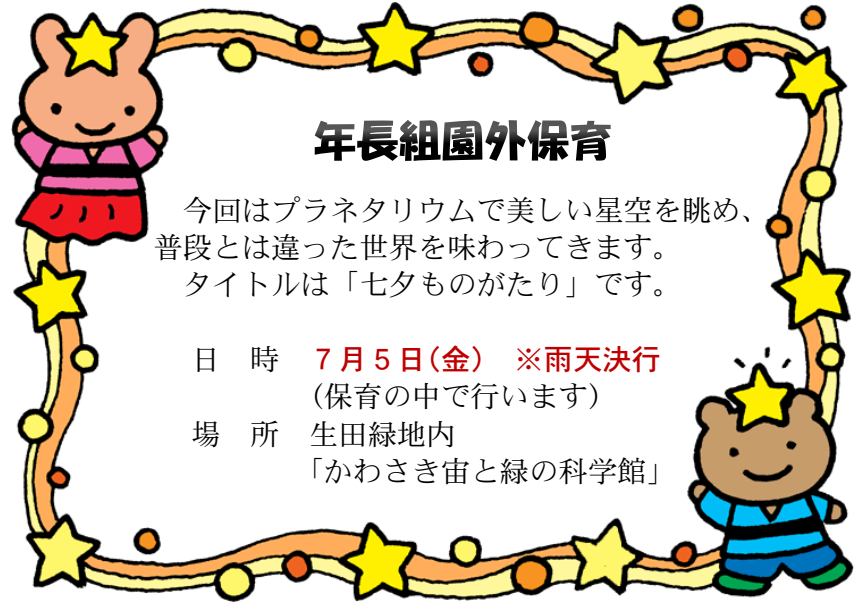 年長組園外保育
今回はプラネタリウムで美しい星空を眺め、
普段とは違った世界を味わってきます。
タイトルは「七夕ものがたり」です。
日　時　７月５日（金）　※雨天決行
（保育の中で行います）
場　所　生田緑地内
「かわさき宙と緑の科学館」